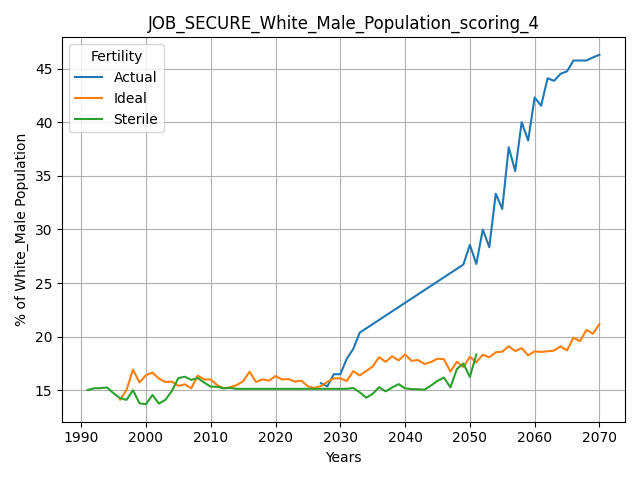 JOB_SECURE_White_Male_Population_scoring_4
Fertility
Actual
Ideal
Sterile
% of White_Male Population
45
40
35
30
25
20
15
1990 2000 2010 2020 2030 2040 2050 2060 2070
Years